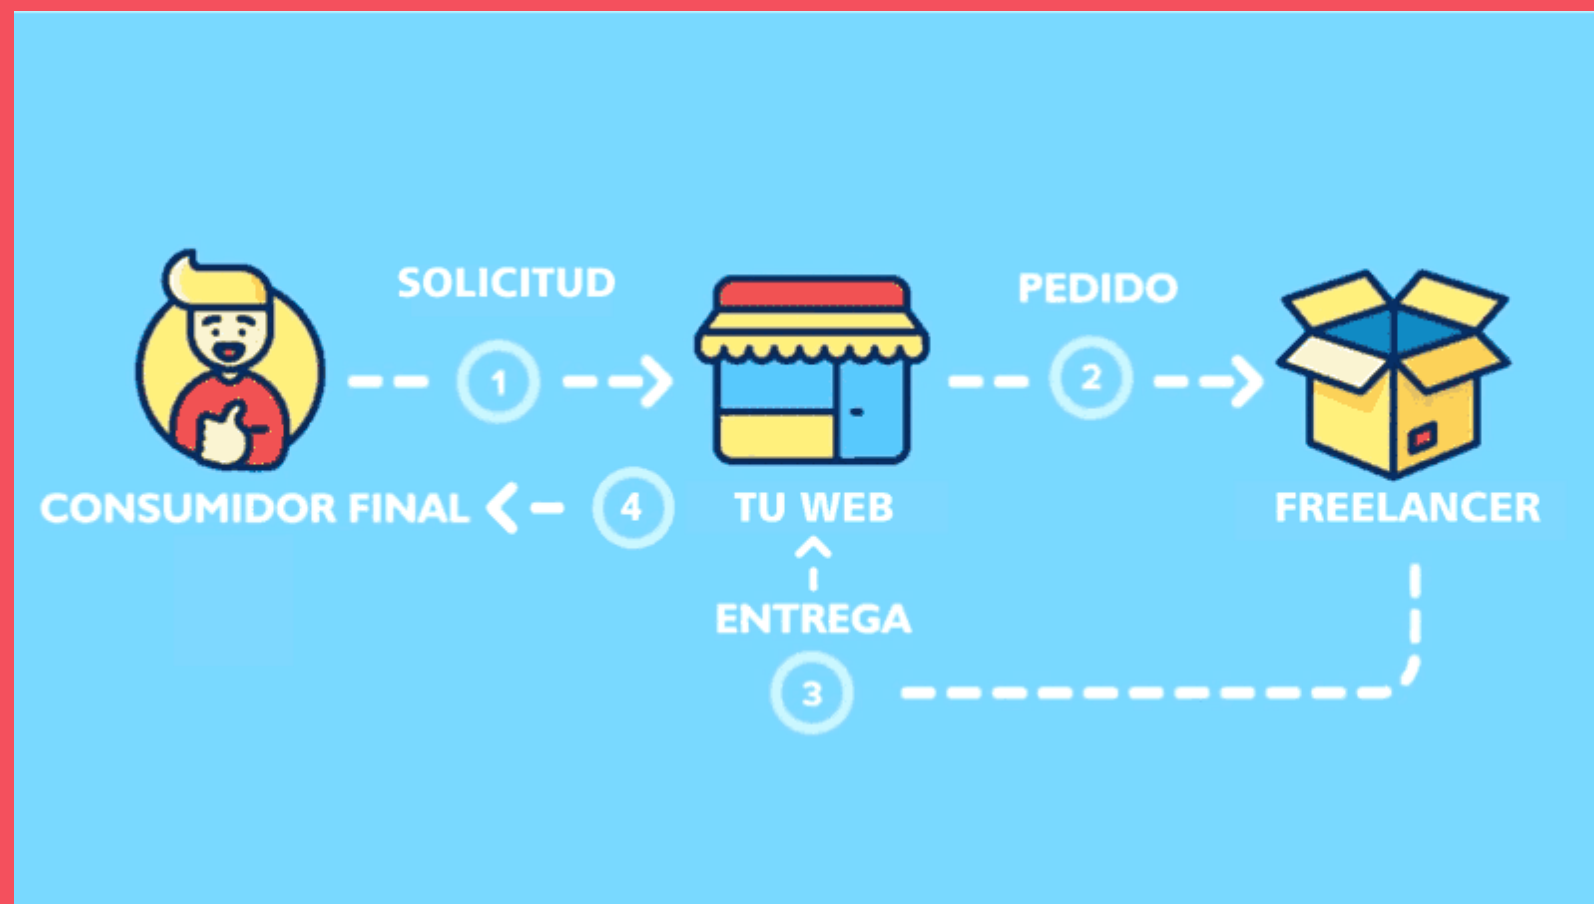 SOLICITUD
PEDIDO
1
2
CONSUMIDOR FINAL
4
TU WEB
FREELANCER
ENTREGA
3